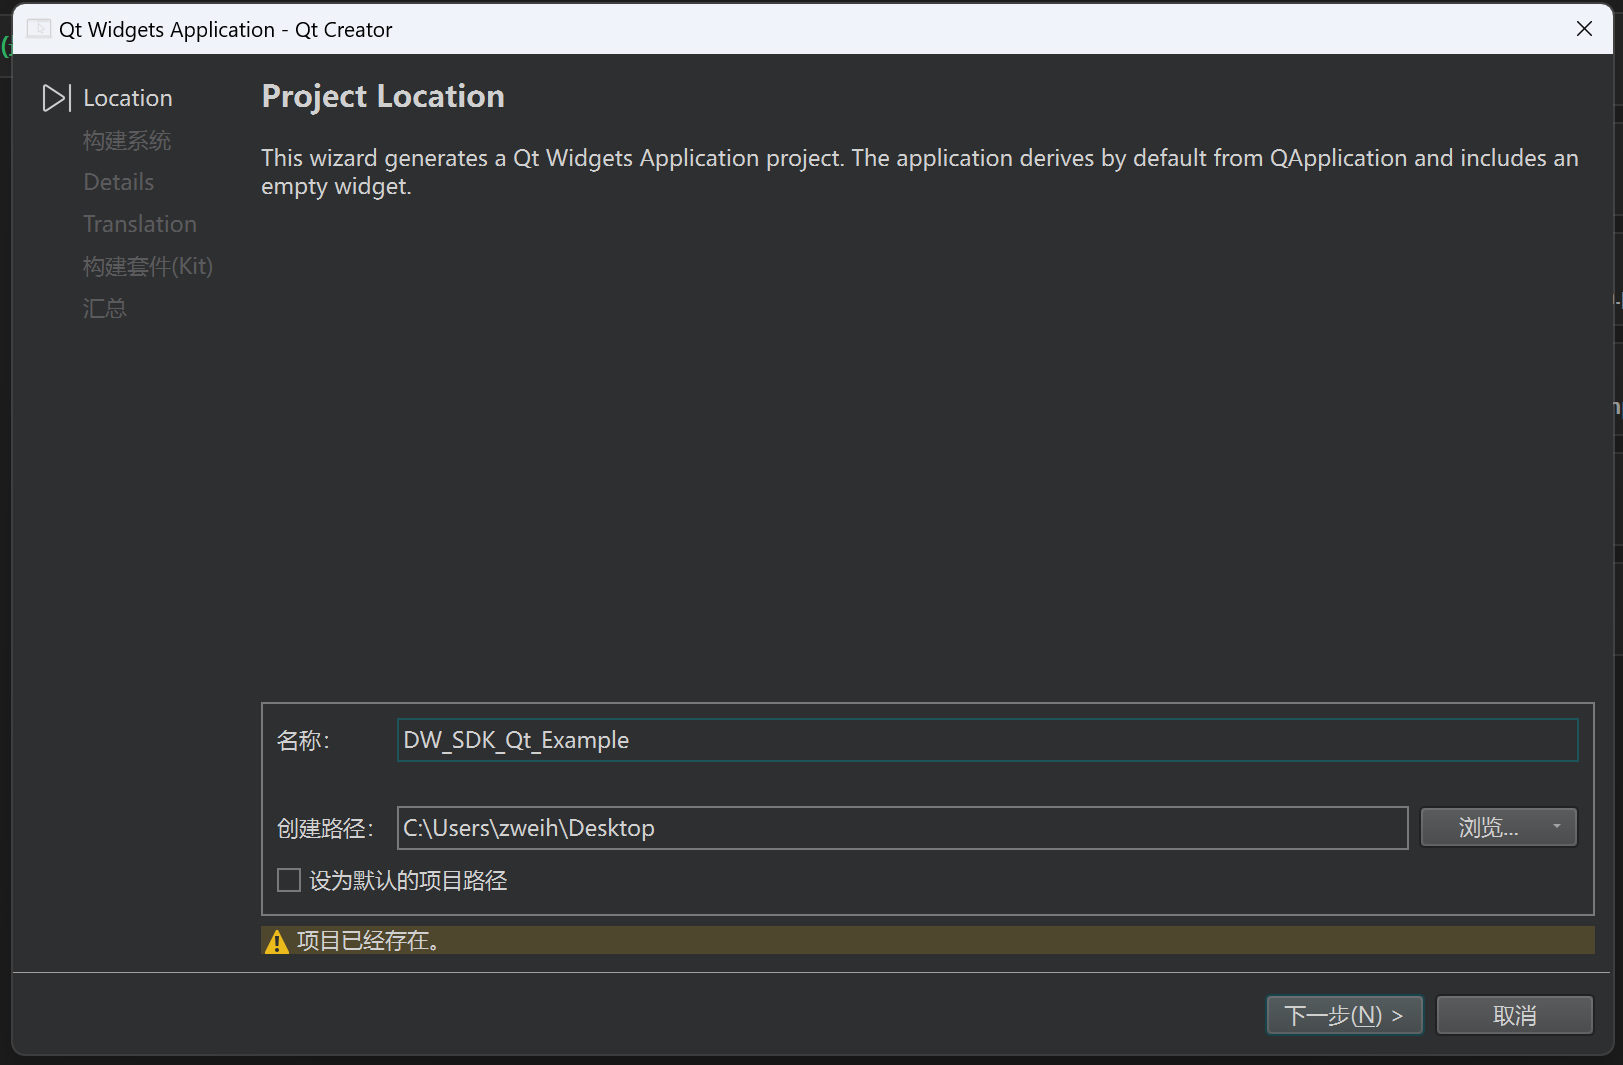 Qt Widgets Application - Qt Creator
Location
构建系统
Details
Translation
构建套件(Kit)
汇总
Project Location
This wizard generates a Qt Widgets Application project. The application derives by default from QApplication and includes an
empty widget.
名称：
DW_SDK_Qt_Example
创建路径：
C:\Users\zweih\Desktop
浏览...
设为默认的项目路径
项目已经存在。
下一步(N) >
取消